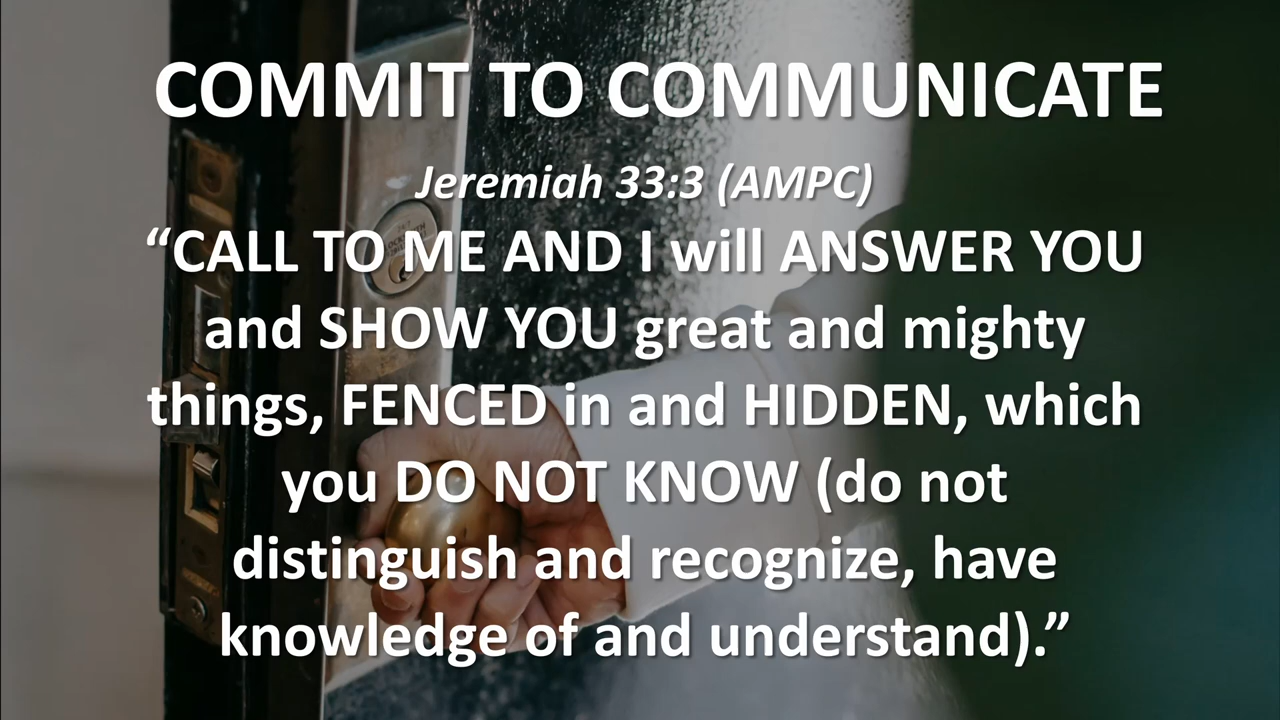 COMMIT TO COMMUNICATE
Jeremiah 33:3 (AMPC)
“CALL TO ME AND I will ANSWER YOU
and SHOW YOU great and mighty
things, FENCED in and HIDDEN, which
you DO NOT KNOW (do not
distinguish and recognize, have
knowledge of and understand).”